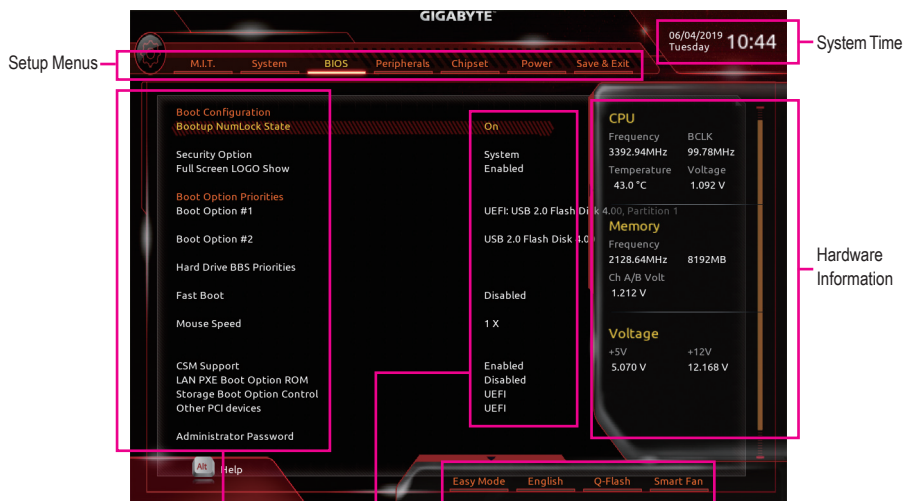 GIGABYTE™
06/04/2019
Tuesday
10:44
System Time
Setup Menus
M.I.T. System BIOS Peripherals Chipset Power Save & Exit
Boot Configuration
Bootup NumLock State On
Security Option System
Full Screen LOGO Show Enabled
Boot Option Priorities
Boot Option #1 UEFI: USB 2.0 Flash Disk 4.00, Partition 1
Boot Option #2 USB 2.0 Flash Disk 4.00
Hard Drive BBS Priorities
Fast Boot Disabled
Mouse Speed 1 X
CSM Support Enabled
LAN PXE Boot Option ROM Disabled
Storage Boot Option Control UEFI
Other PCI devices UEFI
Administrator Password
CPU
Frequency BCLK
3392.94MHz 99.78MHz
Temperature Voltage
43.0 °C 1.092 V
Memory
Frequency
2128.64MHz 8192MB
Ch A/B Volt
1.212 V
Voltage
+5V +12V
5.070 V 12.168 V
Hardware
Information
Alt Help
Easy Mode English Q-Flash Smart Fan